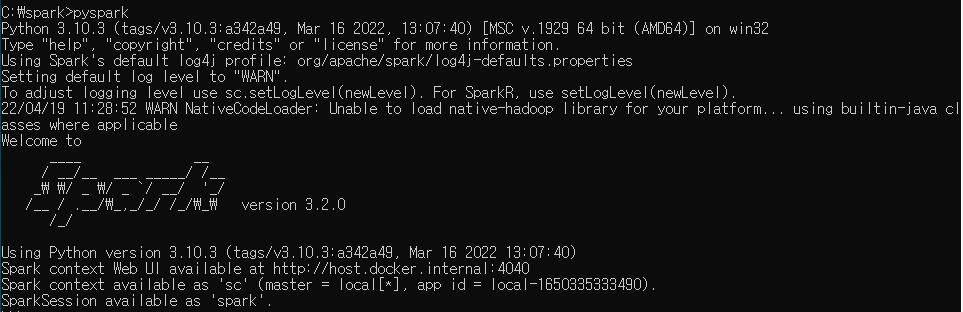 C:₩spark>pyspark
Python 3.10.3 (tags/v3.10.3:a342a49, Mar 16 2022, 13:07:40) [MSC v.1929 64 bit (AMD64)] on win32
Type "help", "copyright", "credits" or "license" for more information.
Using Spark's default log4j profile: org/apache/spark/log4j-defaults.properties
Setting default log level to "WARN".
To adjust logging level use sc.setLogLevel(newLevel). For SparkR, use setLogLevel(newLevel).
22/04/19 11:28:52 WARN NativeCodeLoader: Unable to load native-hadoop library for your platform... using builtin-java cl
asses where applicable
Welcome to
      ____              __
     / __/__  ___ _____/ /__
    _₩ ₩/ _ ₩/ _ `/ __/  '_/
   /__ / .__/₩_,_/_/ /_/₩_₩   version 3.2.0
      /_/
Using Python version 3.10.3 (tags/v3.10.3:a342a49, Mar 16 2022 13:07:40)
Spark context Web UI available at http://host.docker.internal:4040
Spark context available as 'sc' (master = local[*], app id = local-1650335333490).
SparkSession available as 'spark'.